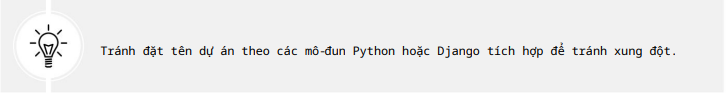 Tránh đặt tên dự án theo các mô-đun Python hoặc Django tích hợp để tránh xung đột.